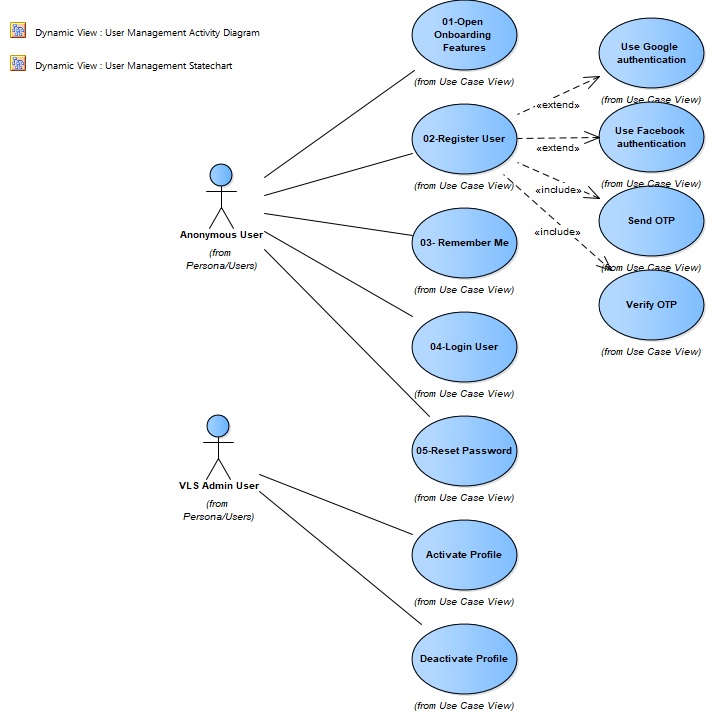 Dynamic View : User Management Activity Diagram
Dynamic View : User Management Statechart
01-Open
Onboarding
Features
(from Use Case View)
Use Google
authentication
(from Use Case View)
«extend»
02-Register User
(from Use Case View)
Use Facebook
authentication
(from Use Case View)
«extend»
«include»
Send OTP
(from Use Case View)
«include»
Verify OTP
(from Use Case View)
Anonymous User
(from
Persona/Users)
03- Remember Me
(from Use Case View)
04-Login User
(from Use Case View)
05-Reset Password
(from Use Case View)
VLS Admin User
(from
Persona/Users)
Activate Profile
(from Use Case View)
Deactivate Profile
(from Use Case View)